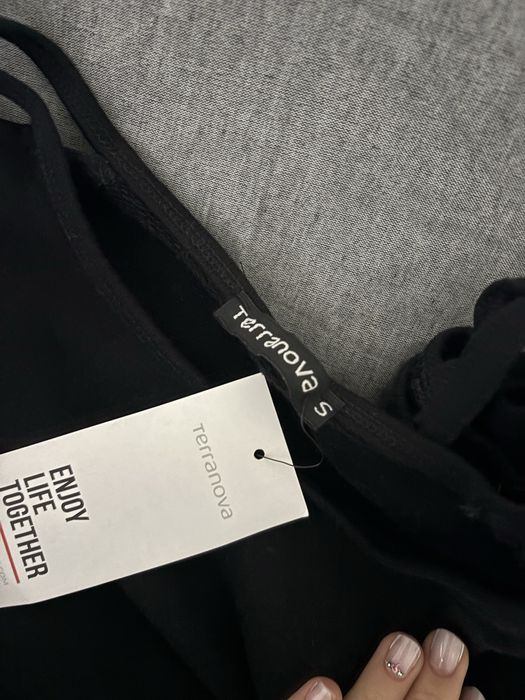 Terranova S
Terranova
ENJOY
LIFE
TOGETHER